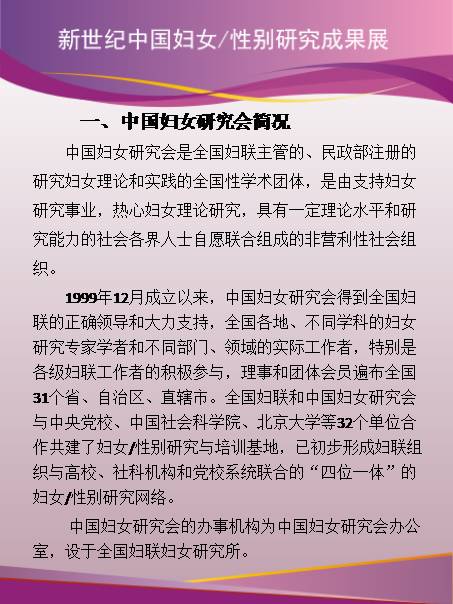 新世纪中国妇女/性别研究成果展
一、中国妇女研究会简况
中国妇女研究会是全国妇联主管的、民政部注册的
研究妇女理论和实践的全国性学术团体，是由支持妇女
研究事业，热心妇女理论研究，具有一定理论水平和研
究能力的社会各界人士自愿联合组成的非营利性社会组
织。
1999年12月成立以来，中国妇女研究会得到全国妇
联的正确领导和大力支持，全国各地、不同学科的妇女
研究专家学者和不同部门、领域的实际工作者，特别是
各级妇联工作者的积极参与，理事和团体会员遍布全国
31个省、自治区、直辖市。全国妇联和中国妇女研究会
与中央党校、中国社会科学院、北京大学等32个单位合
作共建了妇女/性别研究与培训基地，已初步形成妇联组
织与高校、社科机构和党校系统联合的“四位一体”的
妇女/性别研究网络。
中国妇女研究会的办事机构为中国妇女研究会办公
室，设于全国妇联妇女研究所。